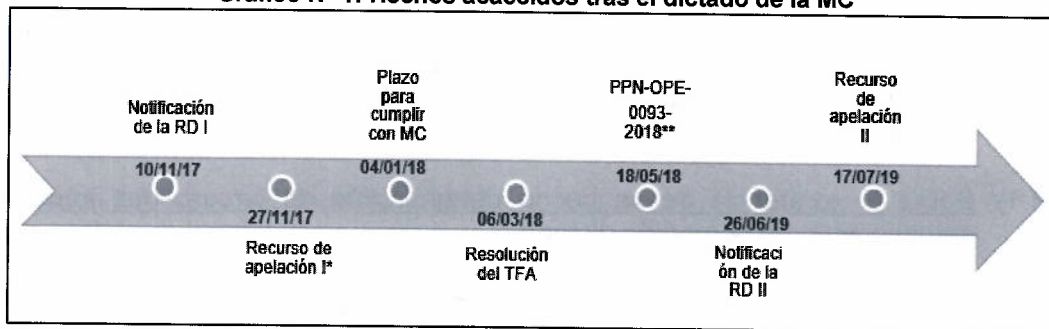 Gráfico N° 1: Hechos acaecidos tras el dictado de la MC
Notificación
de la RD I
10/11/17
27/11/17
Recurso de
apelación I*
Plazo
para
cumplir
con MC
04/01/18
06/03/18
Resolución
del TFA
PPN-OPE-
0093-
2018**
18/05/18
26/06/19
Notificaci
ón de la
RD II
Recurso
de
apelación
II
17/07/19